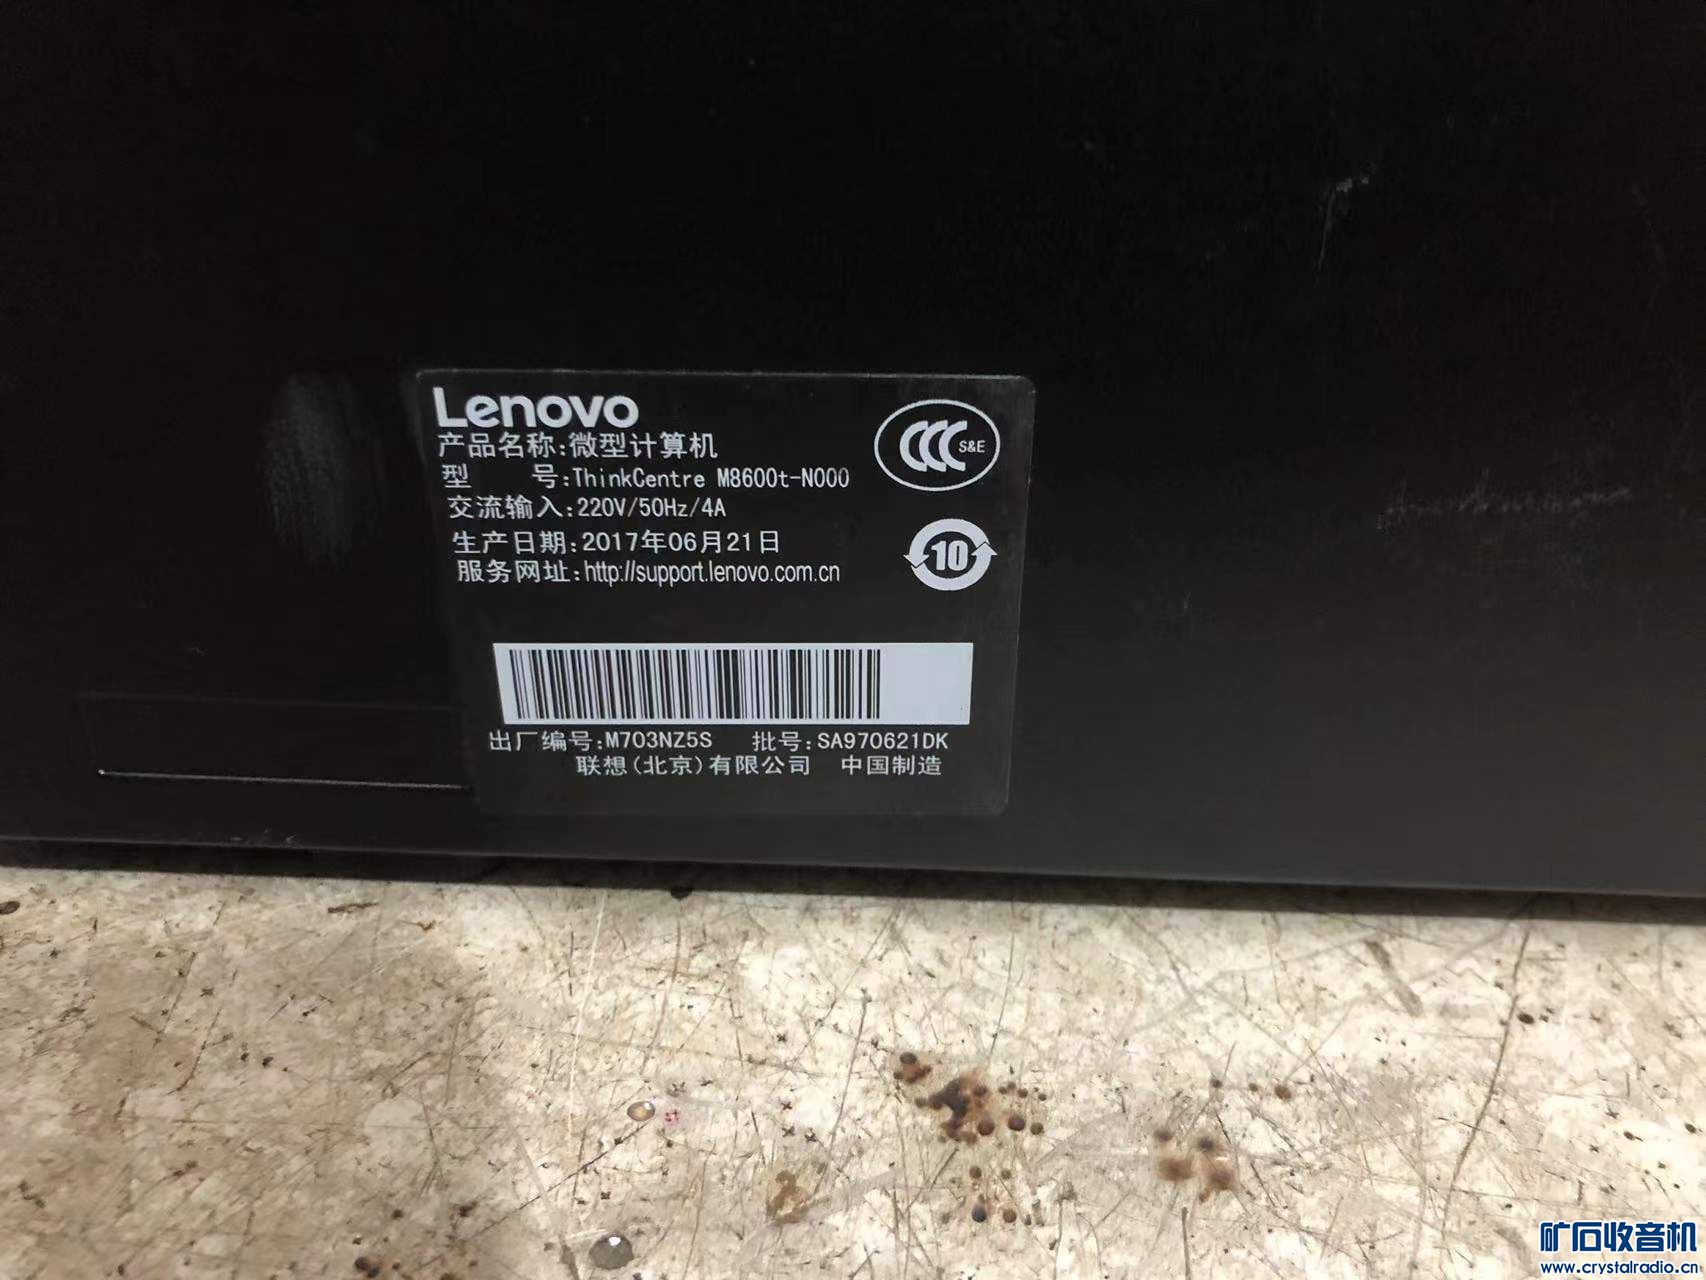 Lenovo
产品名称:微型计算机
型 号:ThinkCentre M8600t-N000
交流输入:220V/50Hz/4A
生产日期:2017年06月21日
服务网址:http://support.lenovo.com.cn
CCC S&E
10
出厂编号:M703NZ5S 批号:SA970621DK
联想(北京)有限公司 中国制造
矿石收音机
www.crystalradio.cn